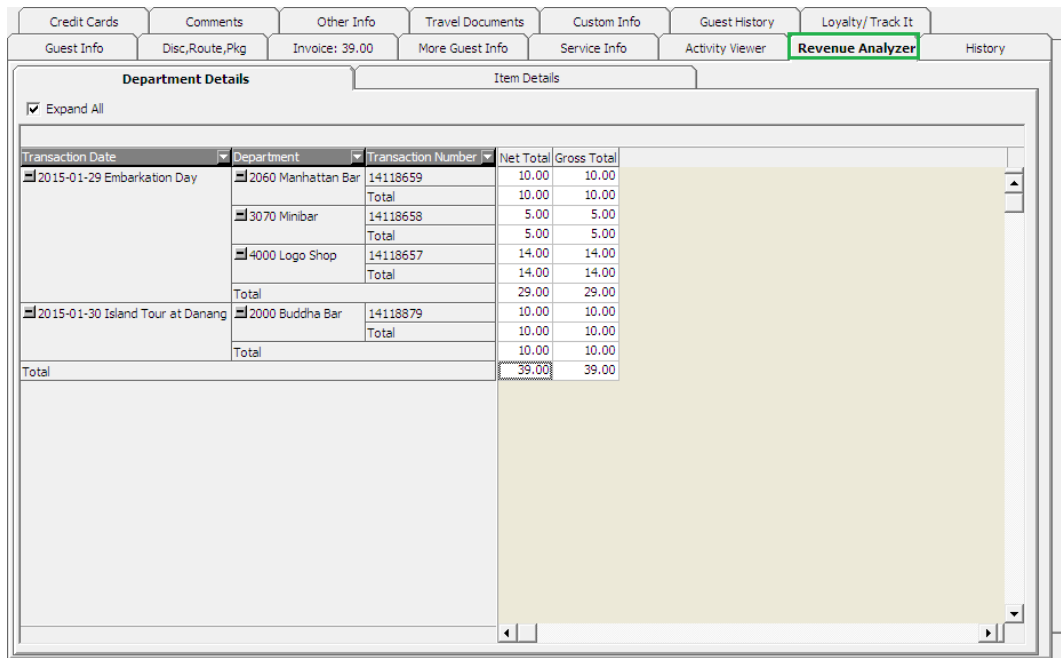 Credit Cards Comments Other Info Travel Documents Custom Info Guest History Loyalty/ Track It
Guest Info Disc,Route,Pkg Invoice: 39.00 More Guest Info Service Info Activity Viewer Revenue Analyzer History
Department Details Item Details
Expand All
Transaction Date Department Transaction Number Net Total Gross Total
2015-01-29 Embarkation Day 2060 Manhattan Bar 14118659 10.00 10.00
Total 10.00 10.00
3070 Minibar 14118658 5.00 5.00
Total 5.00 5.00
4000 Logo Shop 14118657 14.00 14.00
Total 14.00 14.00
Total 29.00 29.00
2015-01-30 Island Tour at Danang 2000 Buddha Bar 14118879 10.00 10.00
Total 10.00 10.00
Total 10.00 10.00
Total 39.00 39.00